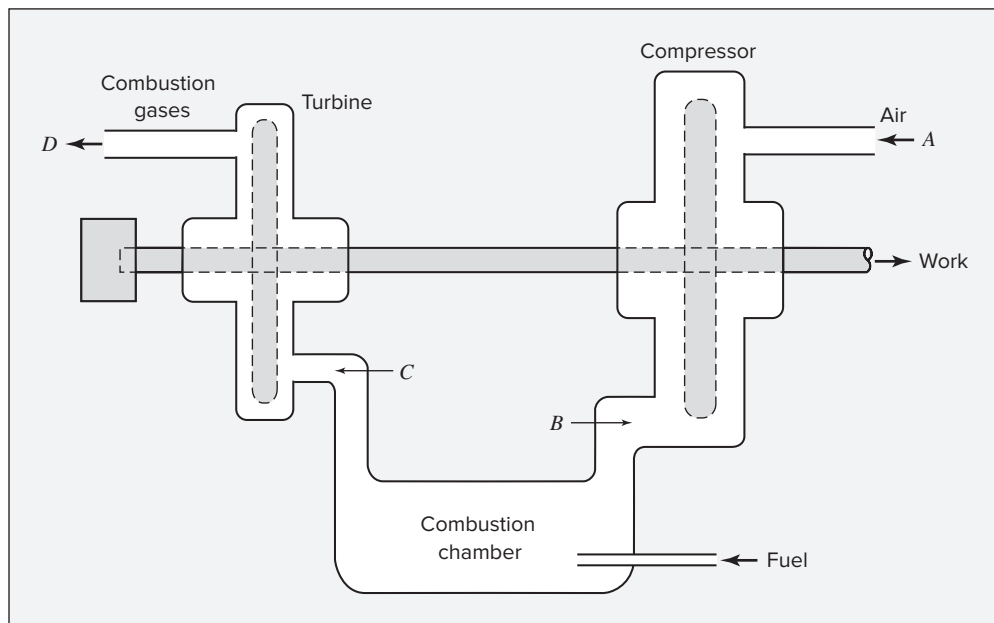 Compressor
Combustion
gases
Turbine
Air
D
A
Work
C
B
Combustion
chamber
Fuel